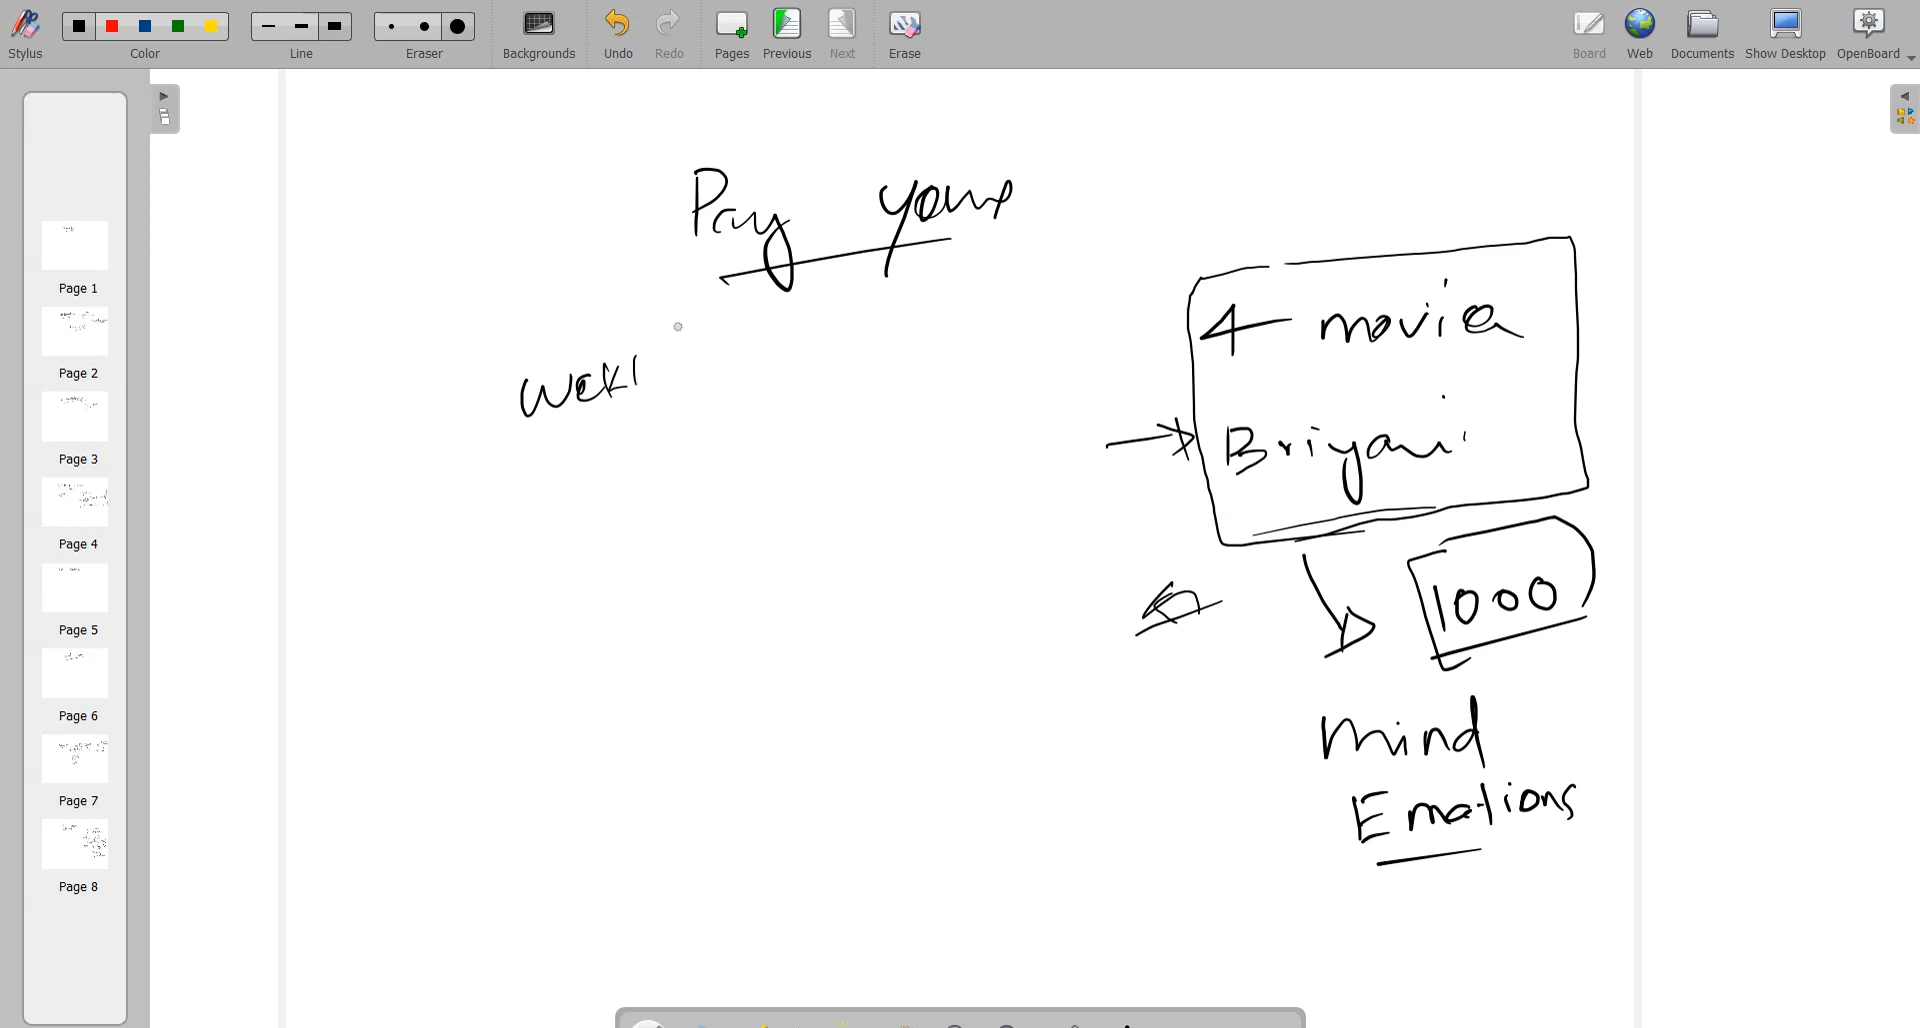 Stylus
Color
Line
Eraser
Backgrounds
Undo
Redo
Pages
Previous
Next
Erase
Board
Web
Documents
Show Desktop
OpenBoard
Page 1
Page 2
Page 3
Page 4
Page 5
Page 6
Page 7
Page 8
Pay your
4 movie
Wekl
Briyani
1000
Mind
Emotions